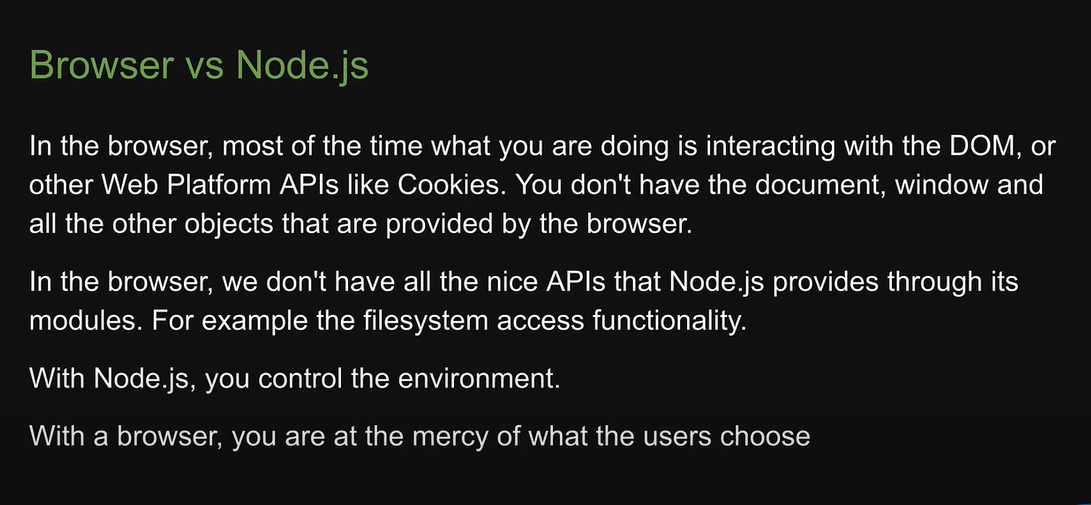 Browser vs Node.js
In the browser, most of the time what you are doing is interacting with the DOM, or
other Web Platform APIs like Cookies. You don't have the document, window and
all the other objects that are provided by the browser.
In the browser, we don't have all the nice APIs that Node.js provides through its
modules. For example the filesystem access functionality.
With Node.js, you control the environment.
With a browser, you are at the mercy of what the users choose